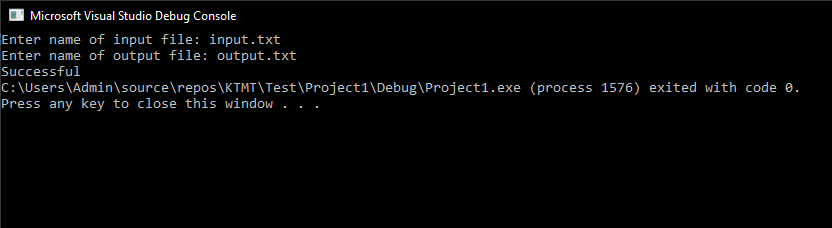 Microsoft Visual Studio Debug Console
Enter name of input file: input.txt
Enter name of output file: output.txt
Successful
C:\Users\Admin\source\repos\KTMT\Test\Project1\Debug\Project1.exe (process 1576) exited with code 0.
Press any key to close this window . . .